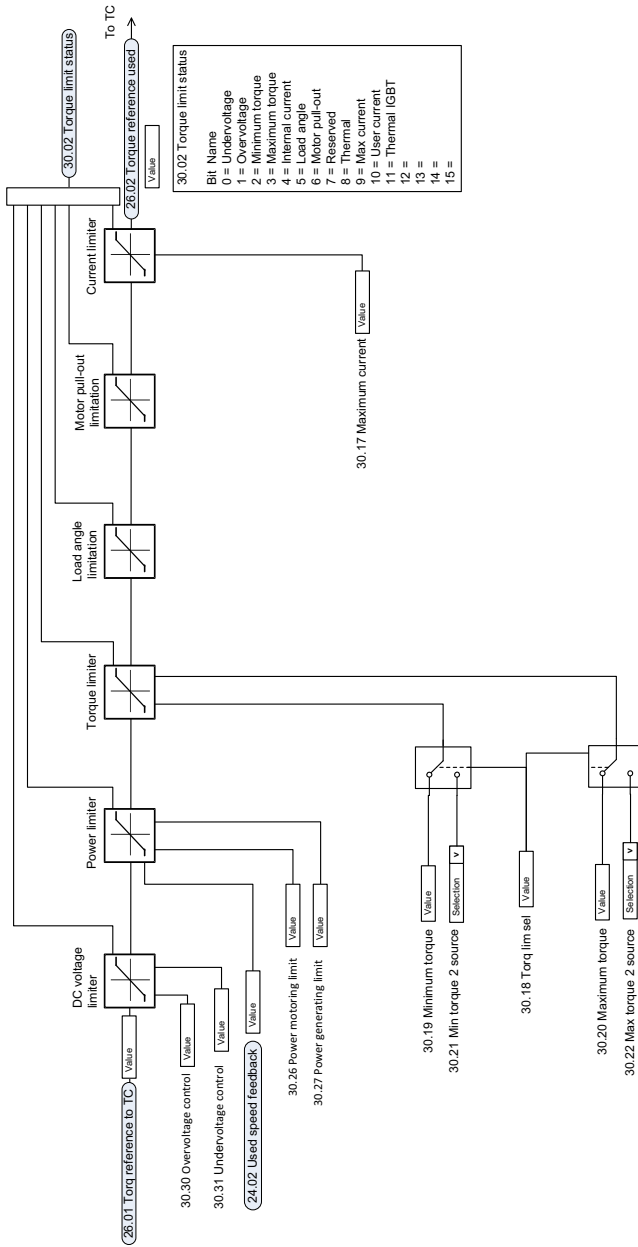 26.01 Torq reference to TC
Value
30.30 Overvoltage control
Value
30.31 Undervoltage control
Value
24.02 Used speed feedback
Value
30.26 Power motoring limit
Value
30.27 Power generating limit
Value
30.19 Minimum torque
Value
30.21 Min torque 2 source
Selection
v
30.18 Torq lim sel
Value
30.20 Maximum torque
Value
30.22 Max torque 2 source
Selection
v
DC voltage
limiter
Power limiter
Torque limiter
Load angle
limitation
Motor pull-out
limitation
Current limiter
30.17 Maximum current
Value
30.02 Torque limit status
26.02 Torque reference used
Value
To TC
30.02 Torque limit status
Bit Name
0 = Undervoltage
1 = Overvoltage
2 = Minimum torque
3 = Maximum torque
4 = Internal current
5 = Load angle
6 = Motor pull-out
7 = Reserved
8 = Thermal
9 = Max current
10 = User current
11 = Thermal IGBT
12 =
13 =
14 =
15 =